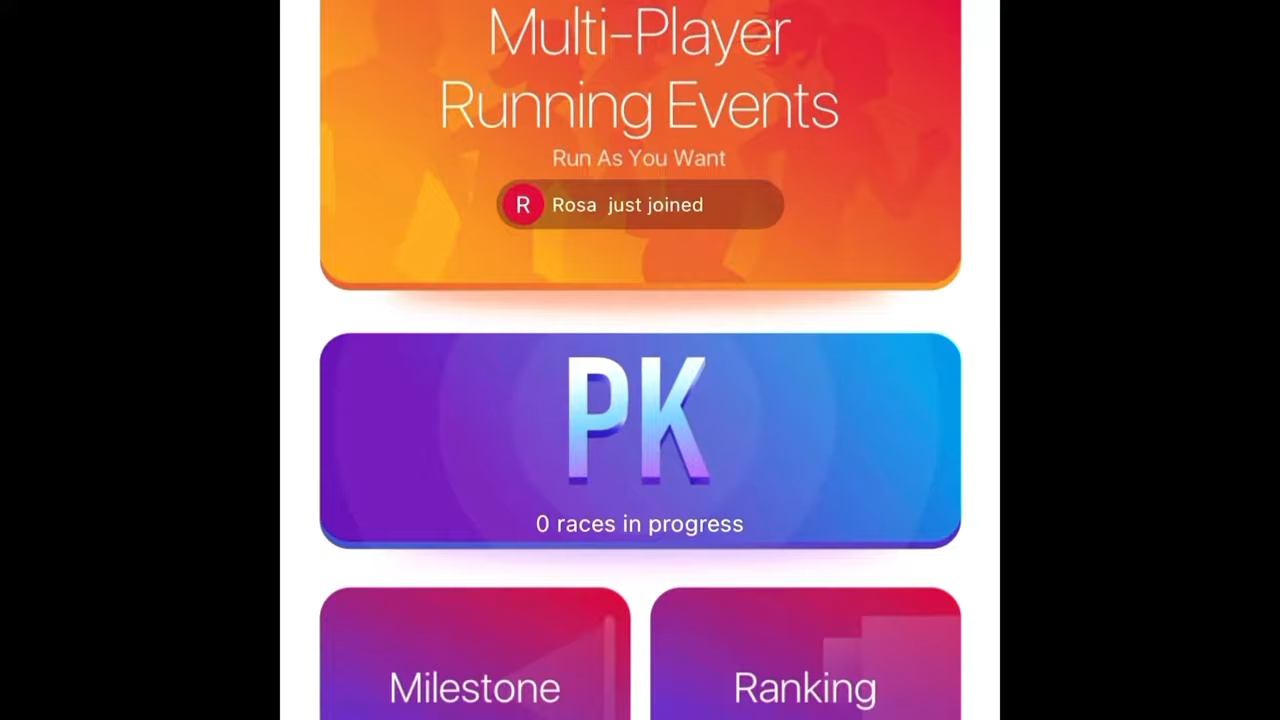 Multi-Player
Running Events
Run As You Want
R Rosa just joined
PK
0 races in progress
Milestone Ranking